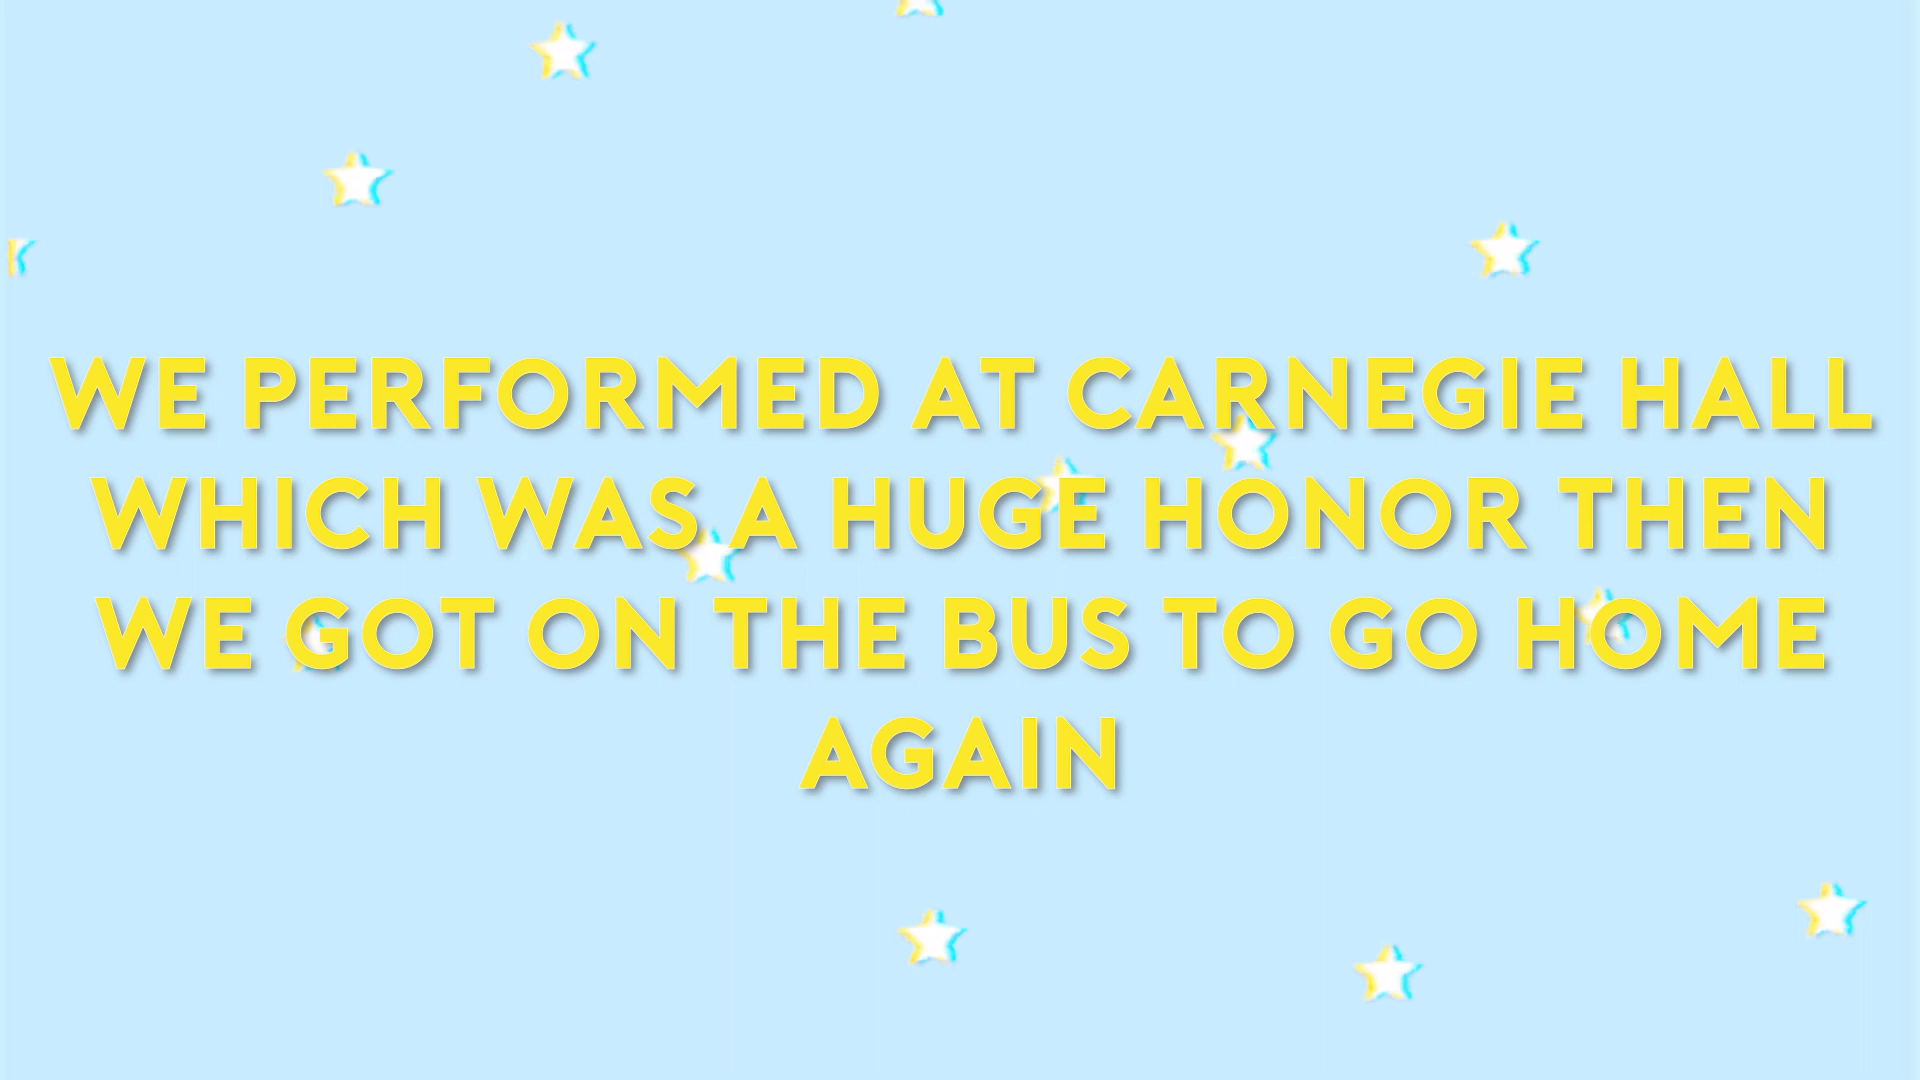 WE PERFORMED AT CARNEGIE HALL
WHICH WAS A HUGE HONOR THEN
WE GOT ON THE BUS TO GO HOME
AGAIN